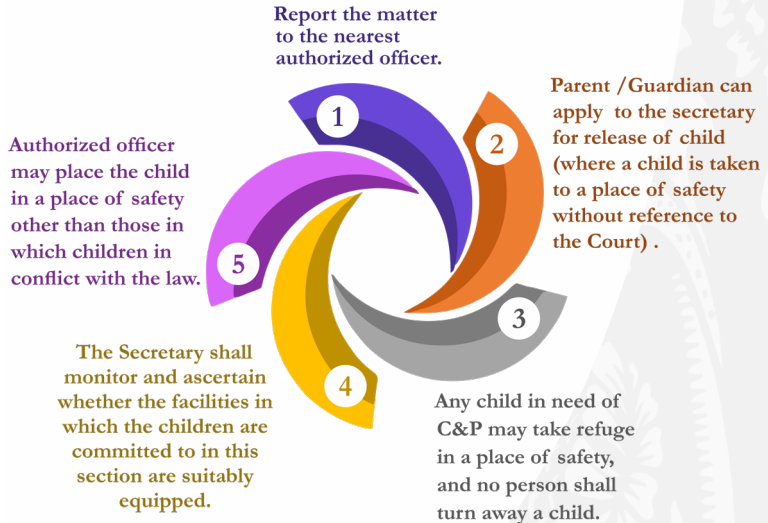 1
Report the matter
to the nearest
authorized officer.
2
Parent /Guardian can
apply to the secretary
for release of child
(where a child is taken
to a place of safety
without reference to
the Court) .
3
Any child in need of
C&P may take refuge
in a place of safety,
and no person shall
turn away a child.
4
The Secretary shall
monitor and ascertain
whether the facilities in
which the children are
committed to in this
section are suitably
equipped.
5
Authorized officer
may place the child
in a place of safety
other than those in
which children in
conflict with the law.